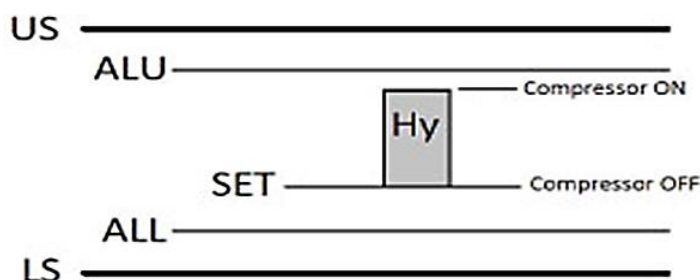 US
ALU
Compressor ON
Hy
SET
Compressor OFF
ALL
LS